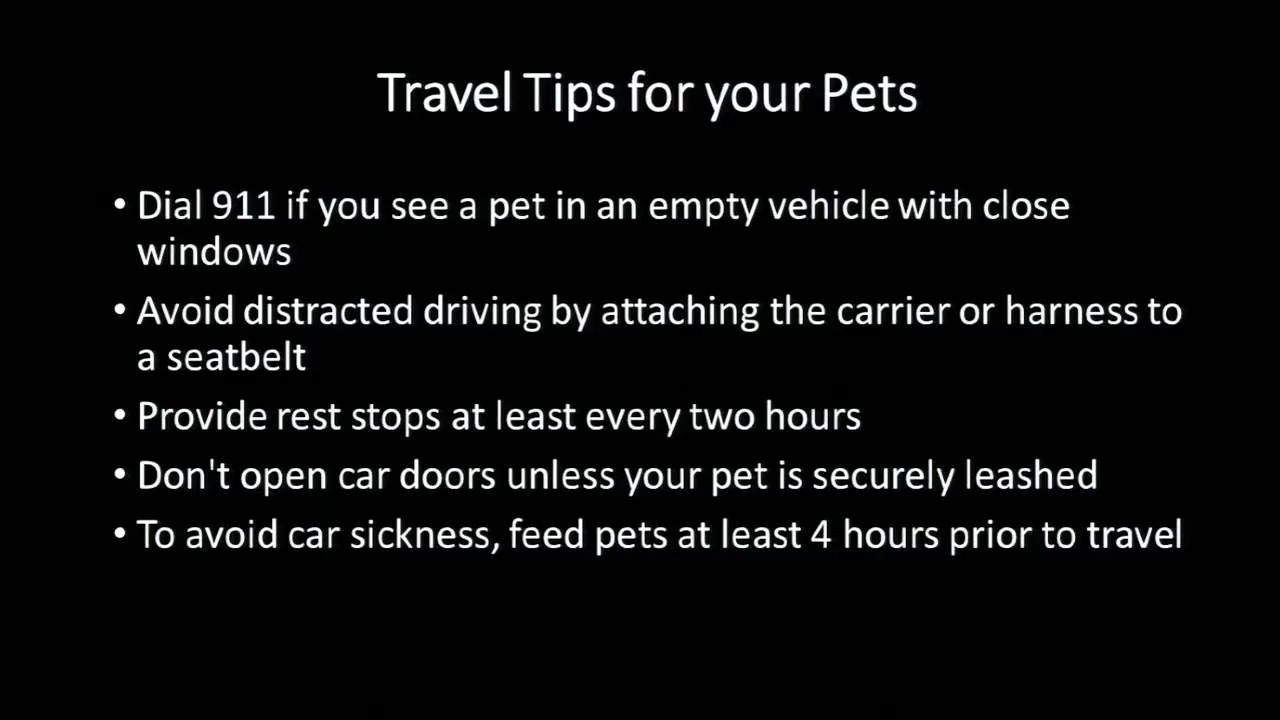 Travel Tips for your Pets
• Dial 911 if you see a pet in an empty vehicle with close
windows
• Avoid distracted driving by attaching the carrier or harness to
a seatbelt
• Provide rest stops at least every two hours
• Don't open car doors unless your pet is securely leashed
• To avoid car sickness, feed pets at least 4 hours prior to travel